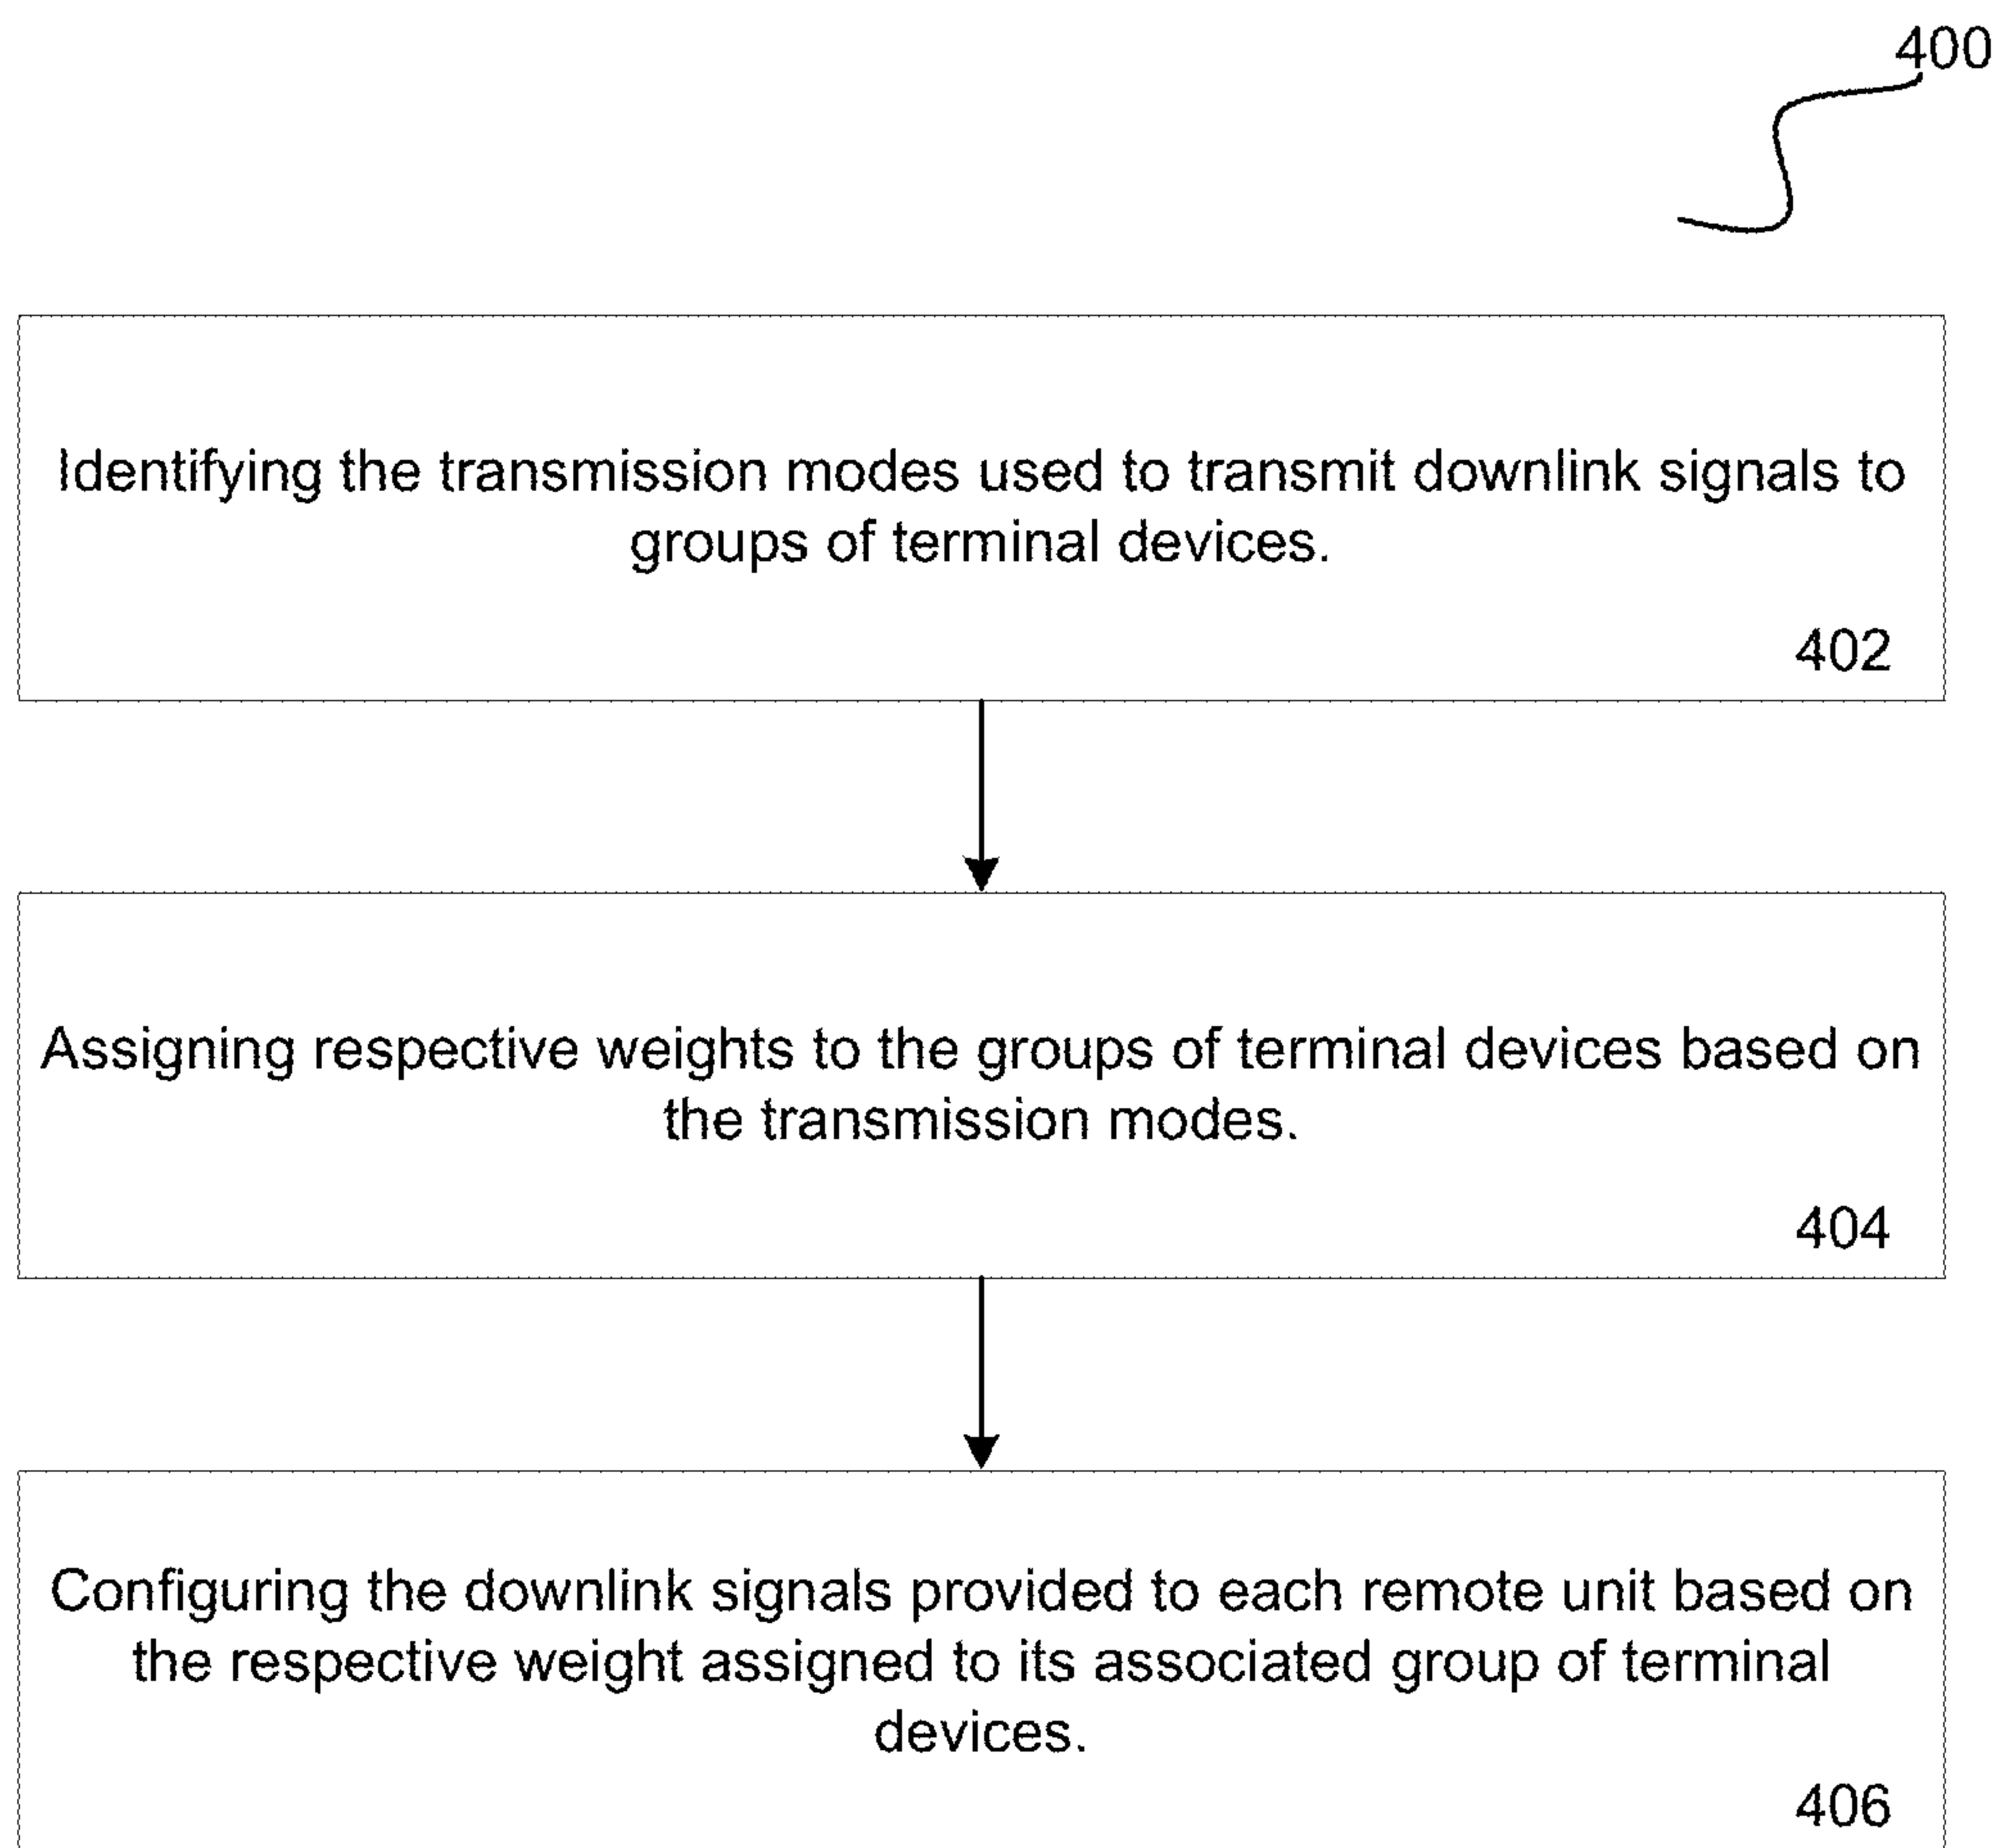 400
Identifying the transmission modes used to transmit downlink signals to
groups of terminal devices.
402
Assigning respective weights to the groups of terminal devices based on
the transmission modes.
404
Configuring the downlink signals provided to each remote unit based on
the respective weight assigned to its associated group of terminal
devices.
406